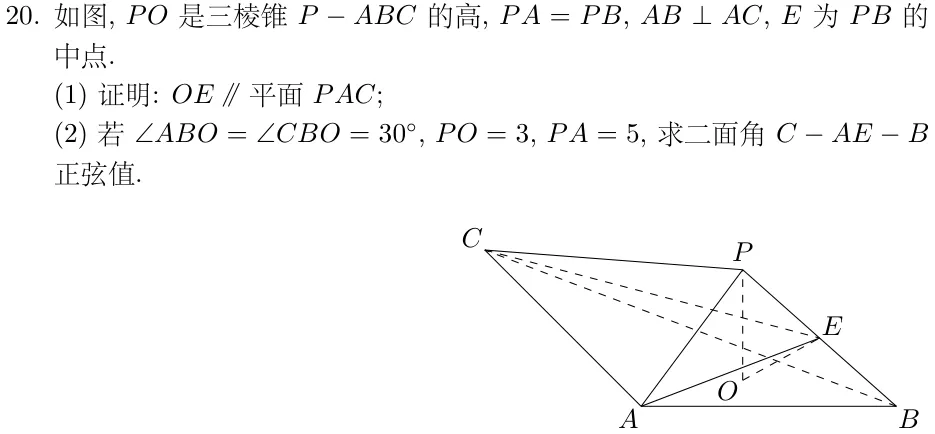 20. 如图, PO 是三棱锥 P − ABC 的高, PA = PB, AB ⊥ AC, E 为 PB 的
中点.
(1) 证明: OE ∥ 平面 PAC;
(2) 若 ∠ABO = ∠CBO = 30°, PO = 3, PA = 5, 求二面角 C − AE − B
正弦值.
C
P
E
O
A
B